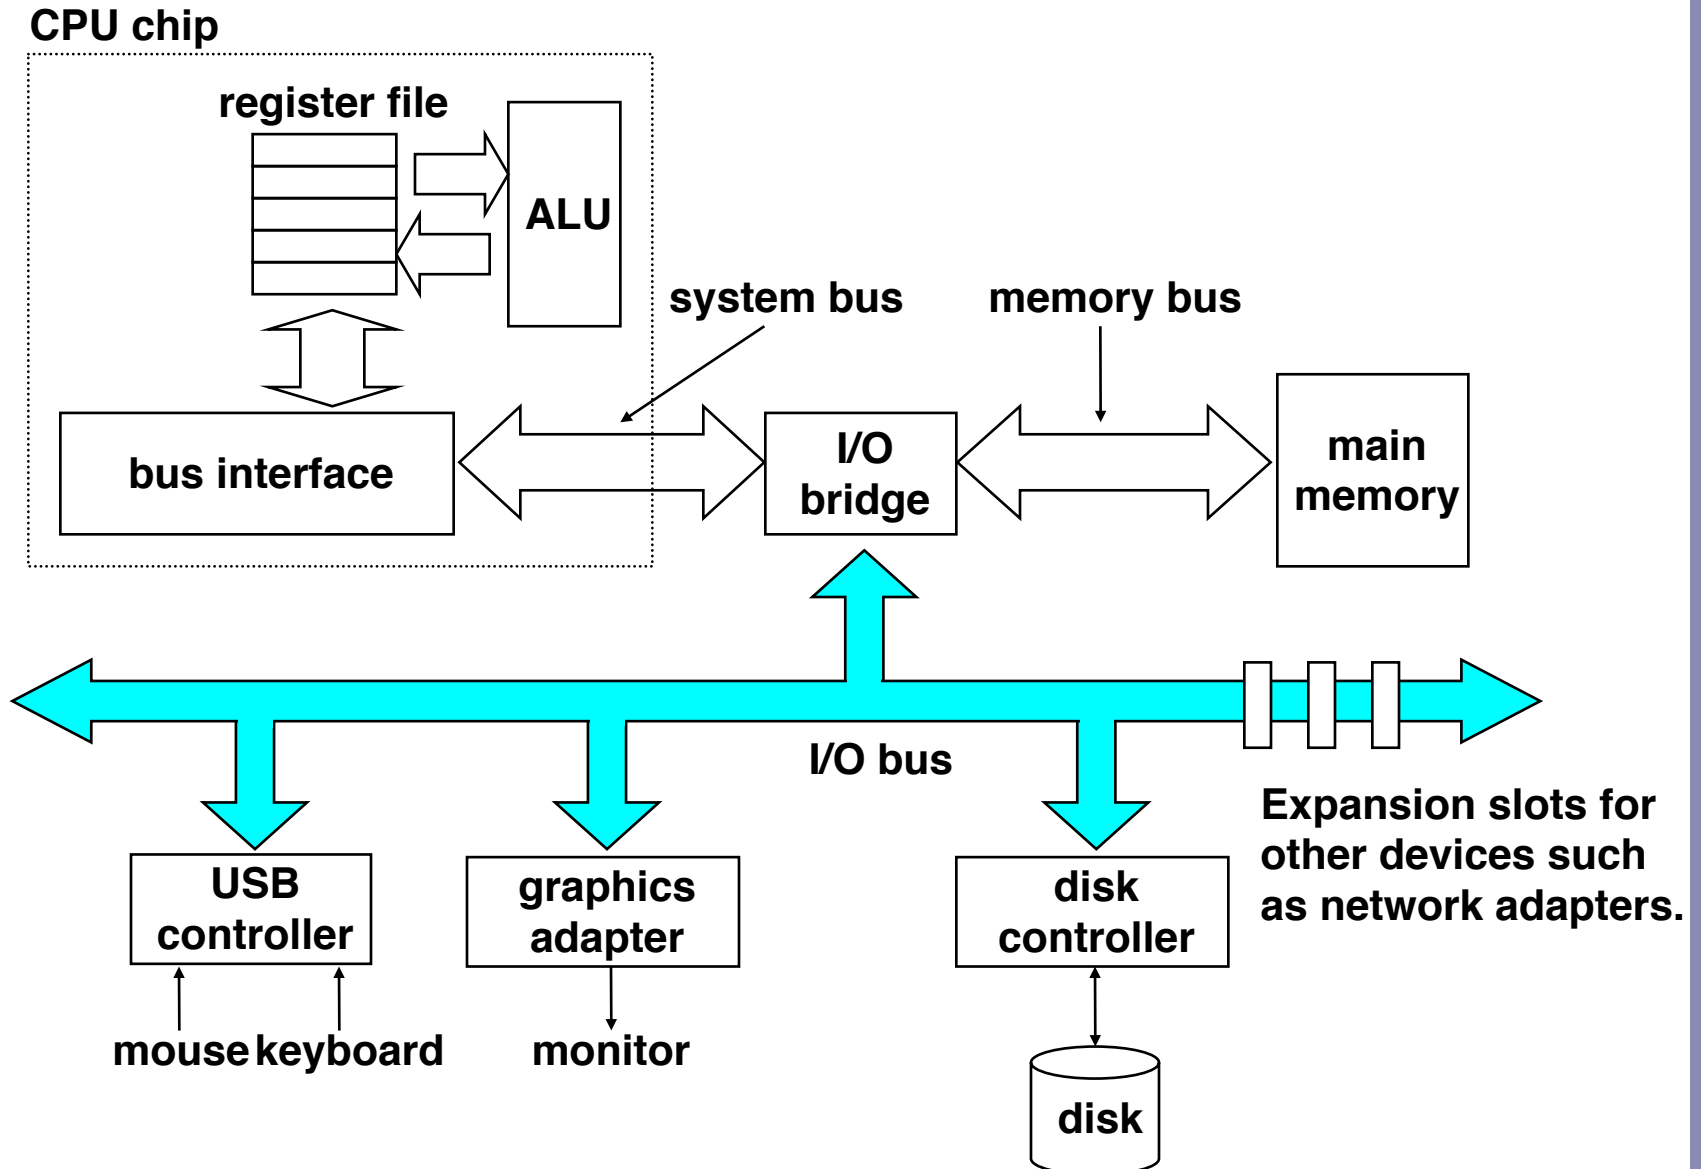 CPU chip
register file
ALU
system bus
memory bus
bus interface
I/O
bridge
main
memory
I/O bus
USB
controller
graphics
adapter
disk
controller
Expansion slots for
other devices such
as network adapters.
mouse
keyboard
monitor
disk